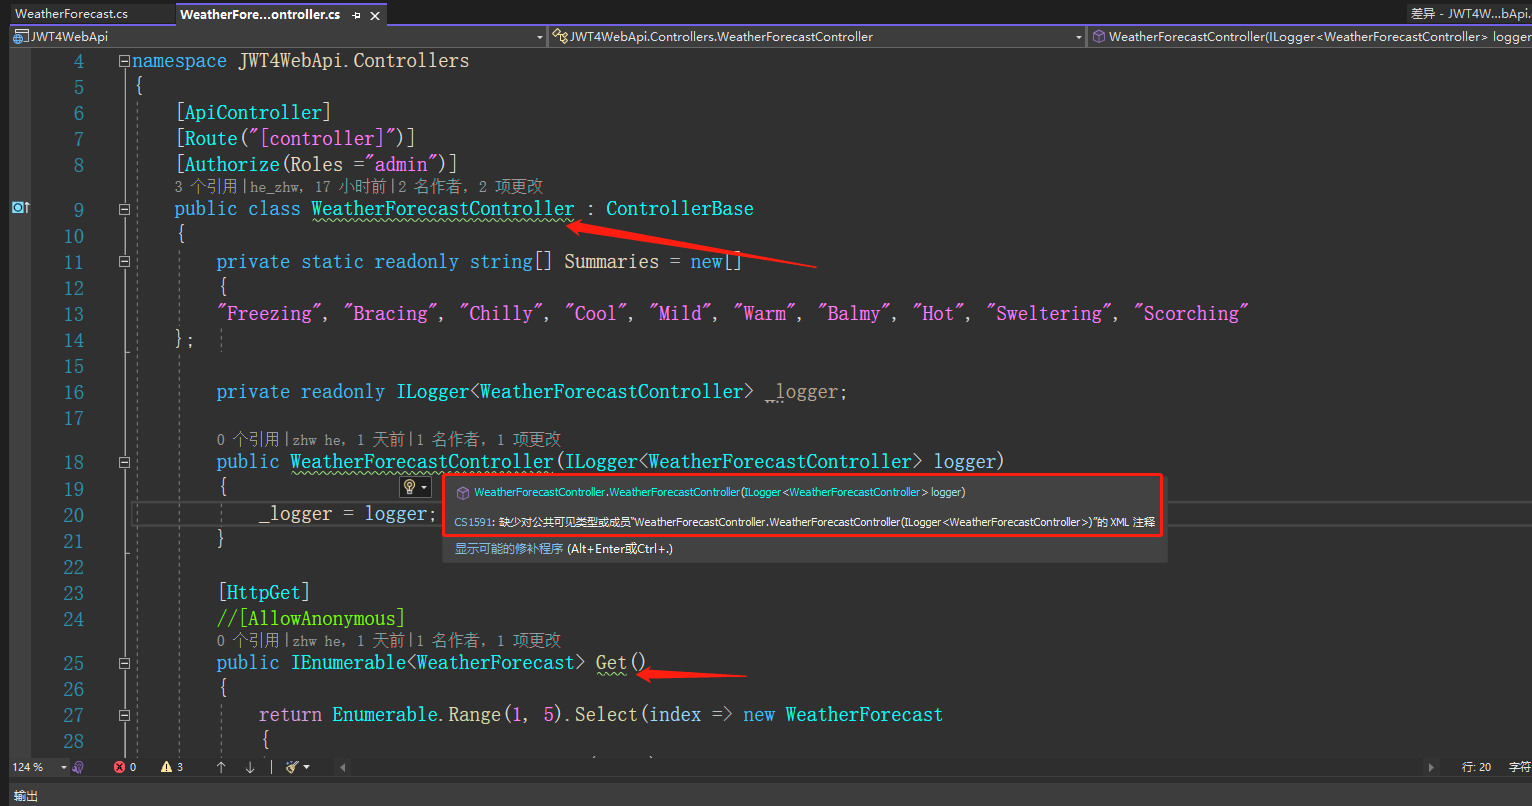 WeatherForecast.cs WeatherFore...ontroller.cs 差异 - JWT4W...bApi.
JWT4WebApi JWT4WebApi.Controllers.WeatherForecastController WeatherForecastController(ILogger<WeatherForecastController> logger
4 namespace JWT4WebApi.Controllers
5 {
6 [ApiController]
7 [Route("[controller]")]
8 [Authorize(Roles ="admin")]
3 个引用|he_zhw, 17 小时前|2 名作者, 2 项更改
9 public class WeatherForecastController : ControllerBase
10 {
11 private static readonly string[] Summaries = new[]
12 {
13 "Freezing", "Bracing", "Chilly", "Cool", "Mild", "Warm", "Balmy", "Hot", "Sweltering", "Scorching"
14 };
15
16 private readonly ILogger<WeatherForecastController> _logger;
17
0 个引用|zhw he, 1 天前|1 名作者, 1 项更改
18 public WeatherForecastController(ILogger<WeatherForecastController> logger)
19 {
WeatherForecastController.WeatherForecastController(ILogger<WeatherForecastController> logger)
20 _logger = logger;
CS1591: 缺少对公共可见类型或成员“WeatherForecastController.WeatherForecastController(ILogger<WeatherForecastController>)”的 XML 注释
21 }
显示可能的修补程序 (Alt+Enter或Ctrl+.)
22
23 [HttpGet]
24 //[AllowAnonymous]
0 个引用|zhw he, 1 天前|1 名作者, 1 项更改
25 public IEnumerable<WeatherForecast> Get()
26 {
27 return Enumerable.Range(1, 5).Select(index => new WeatherForecast
28 {
124 % 0 3 行: 20 字符
输出